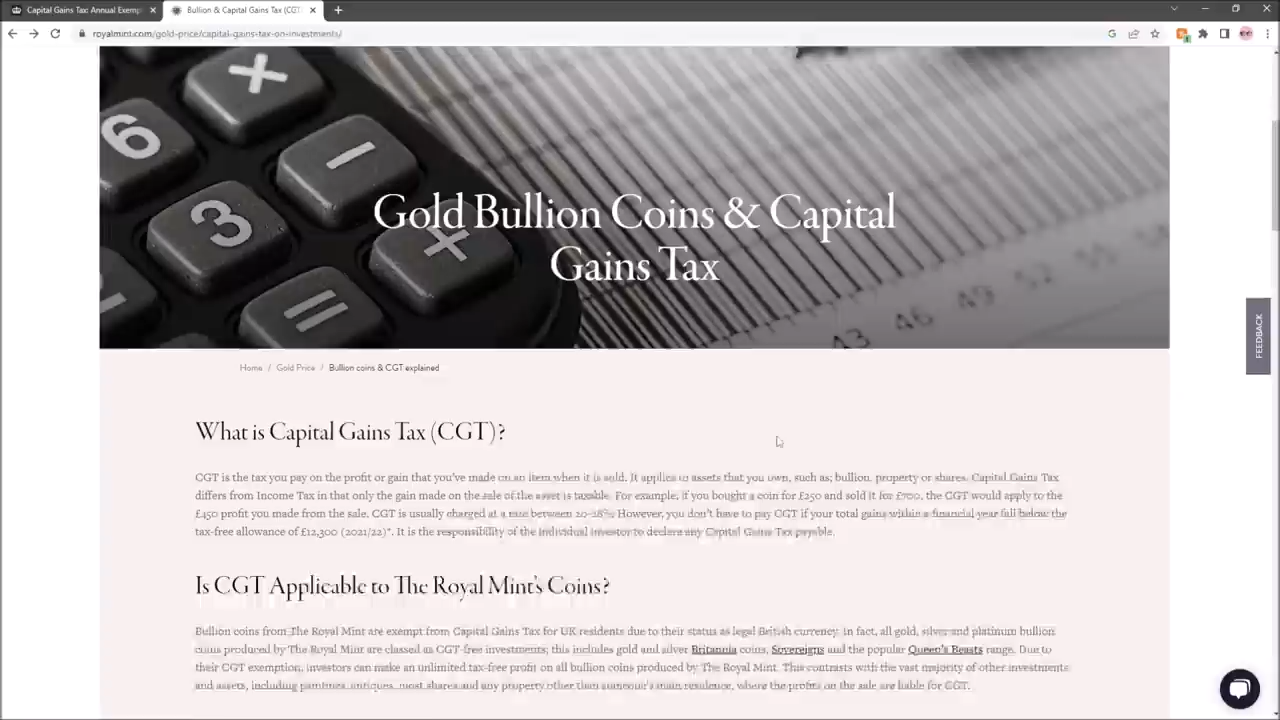 Capital Gains Tax: Annual Exemp
Bullion & Capital Gains Tax (CGT
royalmint.com/gold-price/capital-gains-tax-on-investments/
Gold Bullion Coins & Capital
Gains Tax
43 46 49 52
FEEDBACK
Home / Gold Price / Bullion coins & CGT explained
What is Capital Gains Tax (CGT)?
CGT is the tax you pay on the profit or gain that you've made on an item when it is sold. It applies to assets that you own, such as; bullion, property or shares. Capital Gains Tax
differs from Income Tax in that only the gain made on the sale of the asset is taxable. For example, if you bought a coin for £250 and sold it for £700, the CGT would apply to the
£450 profit you made from the sale. CGT is usually charged at a rate between 20-28%. However, you don't have to pay CGT if your total gains within a financial year fall below the
tax-free allowance of £12,300 (2021/22)*. It is the responsibility of the individual investor to declare any Capital Gains Tax payable.
Is CGT Applicable to The Royal Mint's Coins?
Bullion coins from The Royal Mint are exempt from Capital Gains Tax for UK residents due to their status as legal British currency. In fact, all gold, silver and platinum bullion
coins produced by The Royal Mint are classed as CGT-free investments; this includes gold and silver Britannia coins, Sovereigns and the popular Queen's Beasts range. Due to
their CGT exemption, investors can make an unlimited tax-free profit on all bullion coins produced by The Royal Mint. This contrasts with the vast majority of other investments
and assets, including paintings, antiques, most shares and any property other than someone's main residence, where the profits on the sale are liable for CGT.